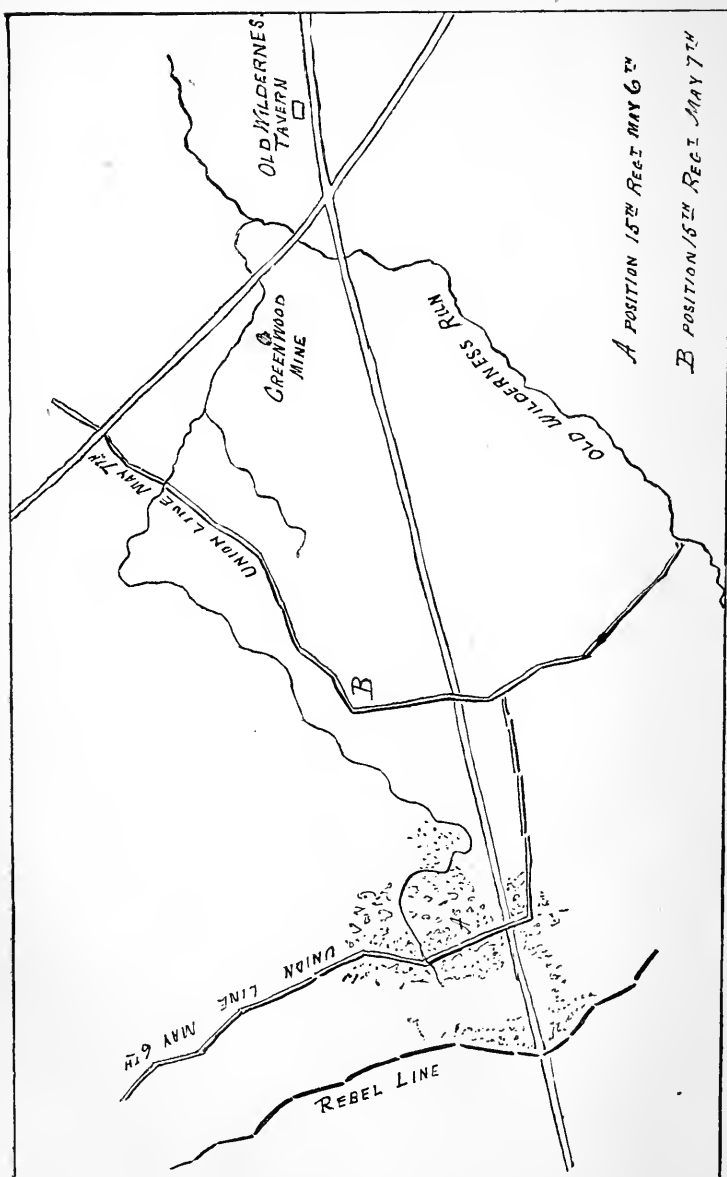 OLD WILDERNES.
TAVERN
GREENWOOD
MINE
OLD WILDERNESS RUN
UNION LINE MAY 7TH
B
A
UNION LINE MAY 6TH
REBEL LINE
A POSITION 15TH REGT MAY 6TH
B POSITION 15TH REGT MAY 7TH